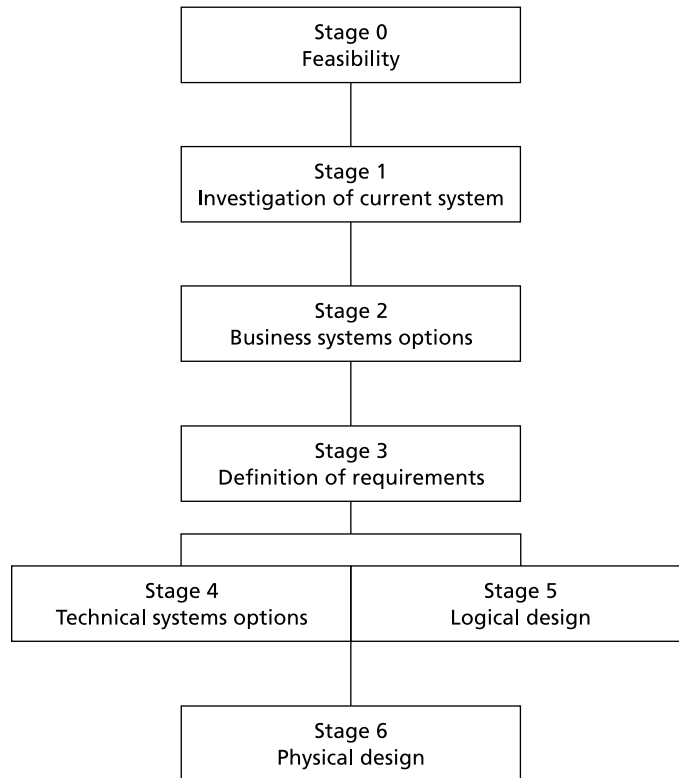 Stage 0
Feasibility
Stage 1
Investigation of current system
Stage 2
Business systems options
Stage 3
Definition of requirements
Stage 4
Technical systems options
Stage 5
Logical design
Stage 6
Physical design